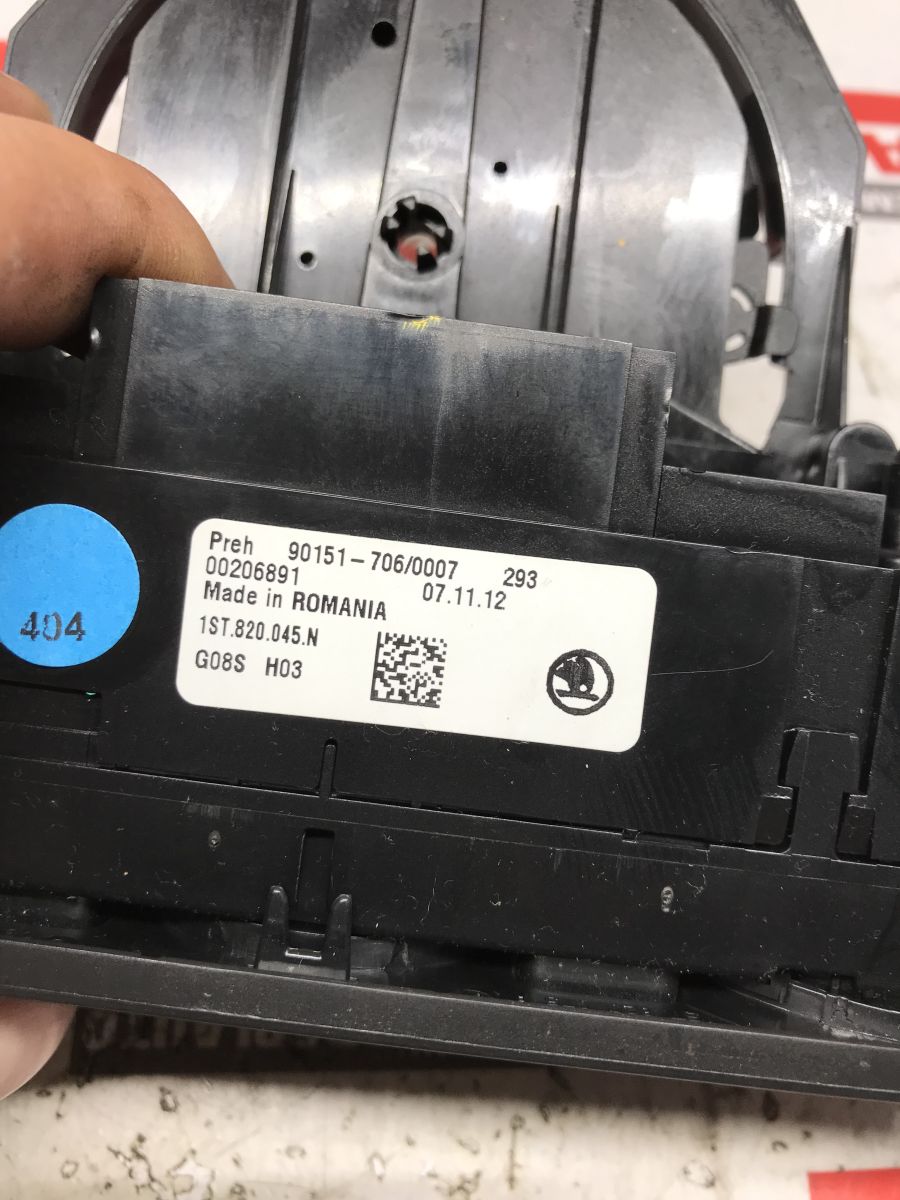 Preh 90151-706/0007 293
00206891 07.11.12
Made in ROMANIA
1ST.820.045.N
G08S H03
404